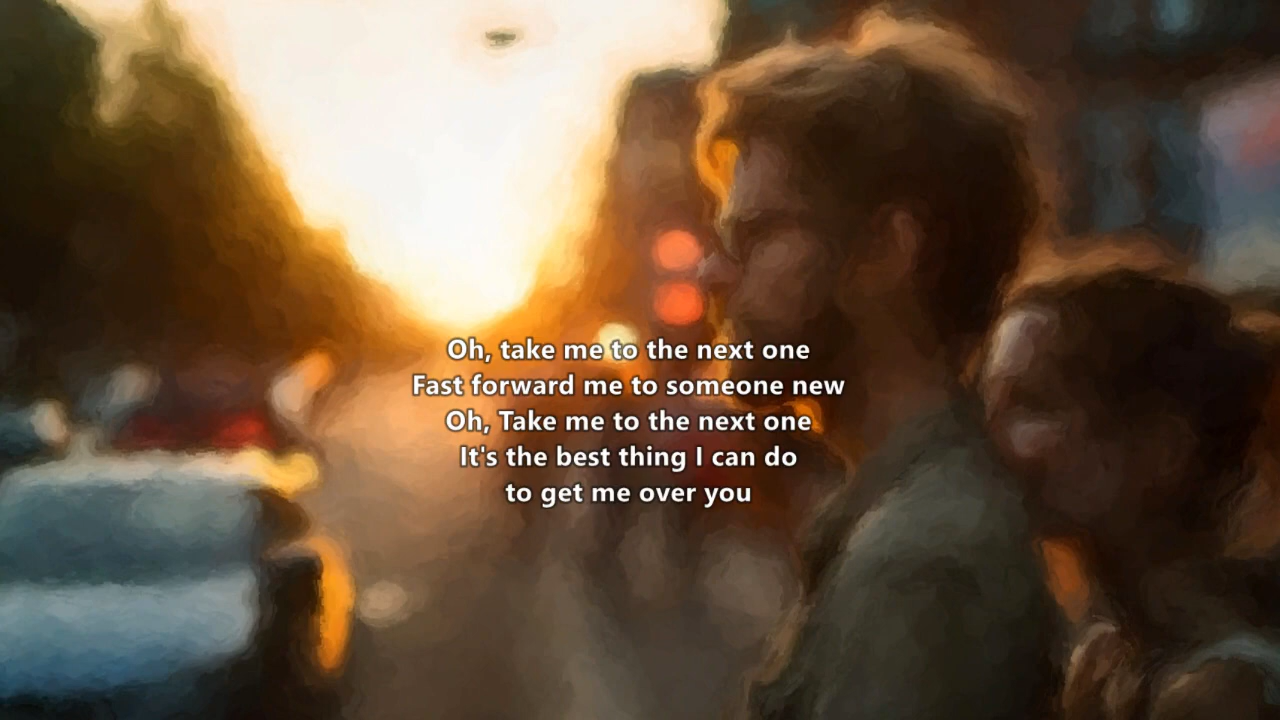 Oh, take me to the next one
Fast forward me to someone new
Oh, Take me to the next one
It's the best thing I can do
to get me over you